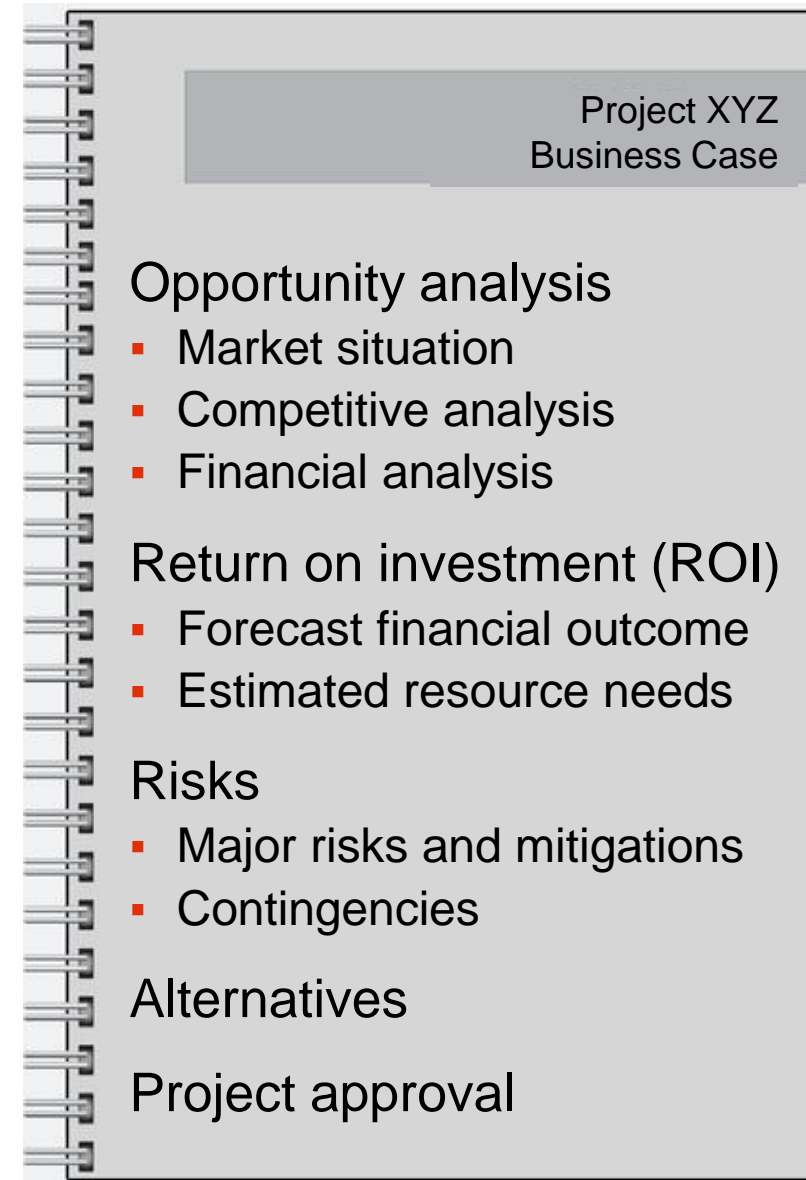 Project XYZ
Business Case
Opportunity analysis
▪ Market situation
▪ Competitive analysis
▪ Financial analysis
Return on investment (ROI)
▪ Forecast financial outcome
▪ Estimated resource needs
Risks
▪ Major risks and mitigations
▪ Contingencies
Alternatives
Project approval